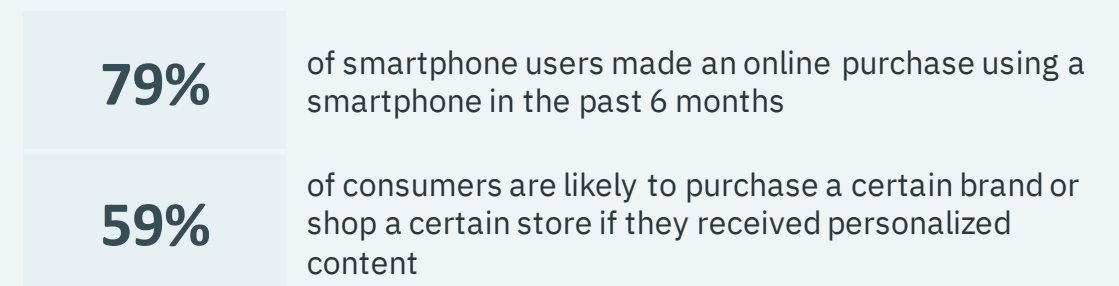 79%
of smartphone users made an online purchase using a
smartphone in the past 6 months
59%
of consumers are likely to purchase a certain brand or
shop a certain store if they received personalized
content